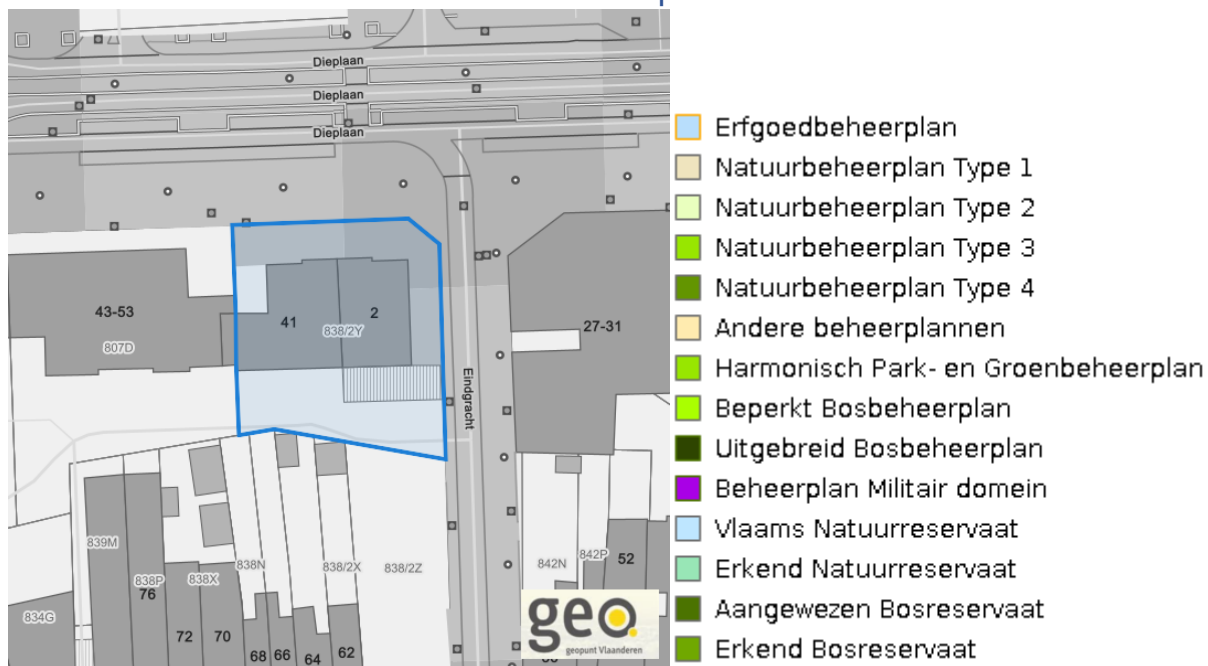 Dieplaan
Dieplaan
Dieplaan
43-53
807D
41
2
838/2Y
27-31
Eindgracht
839M
838P
76
838X
838N
838/2X
838/2Z
842N
842P
52
834G
72
70
68
66
64
62
geo.
geopunt Vlaanderen
Erfgoedbeheerplan
Natuurbeheerplan Type 1
Natuurbeheerplan Type 2
Natuurbeheerplan Type 3
Natuurbeheerplan Type 4
Andere beheerplannen
Harmonisch Park- en Groenbeheerplan
Beperkt Bosbeheerplan
Uitgebreid Bosbeheerplan
Beheerplan Militair domein
Vlaams Natuurreservaat
Erkend Natuurreservaat
Aangewezen Bosreservaat
Erkend Bosreservaat